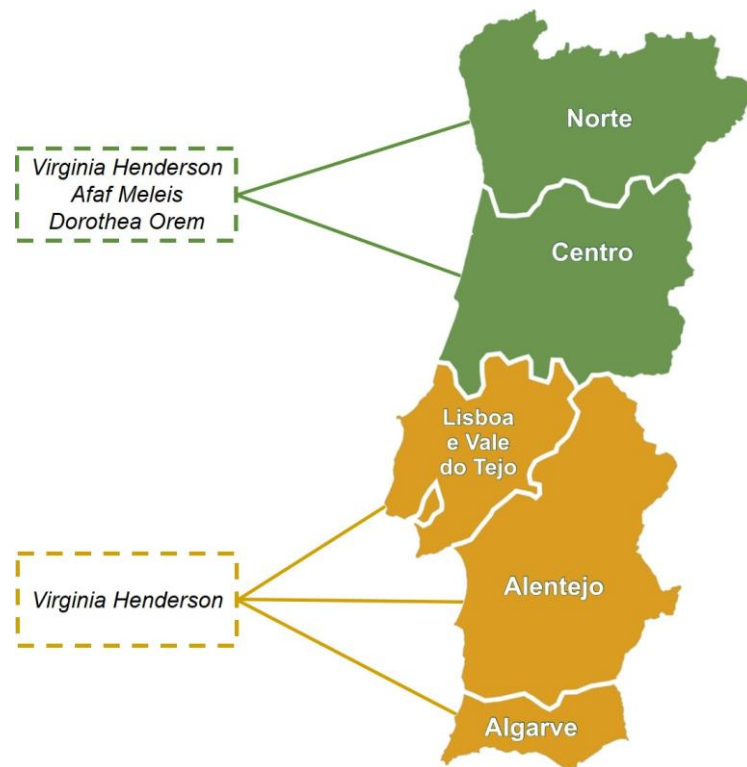 Norte
Virginia Henderson
Afaf Meleis
Dorothea Orem
Centro
Lisboa
e Vale
do Tejo
Virginia Henderson
Alentejo
Algarve